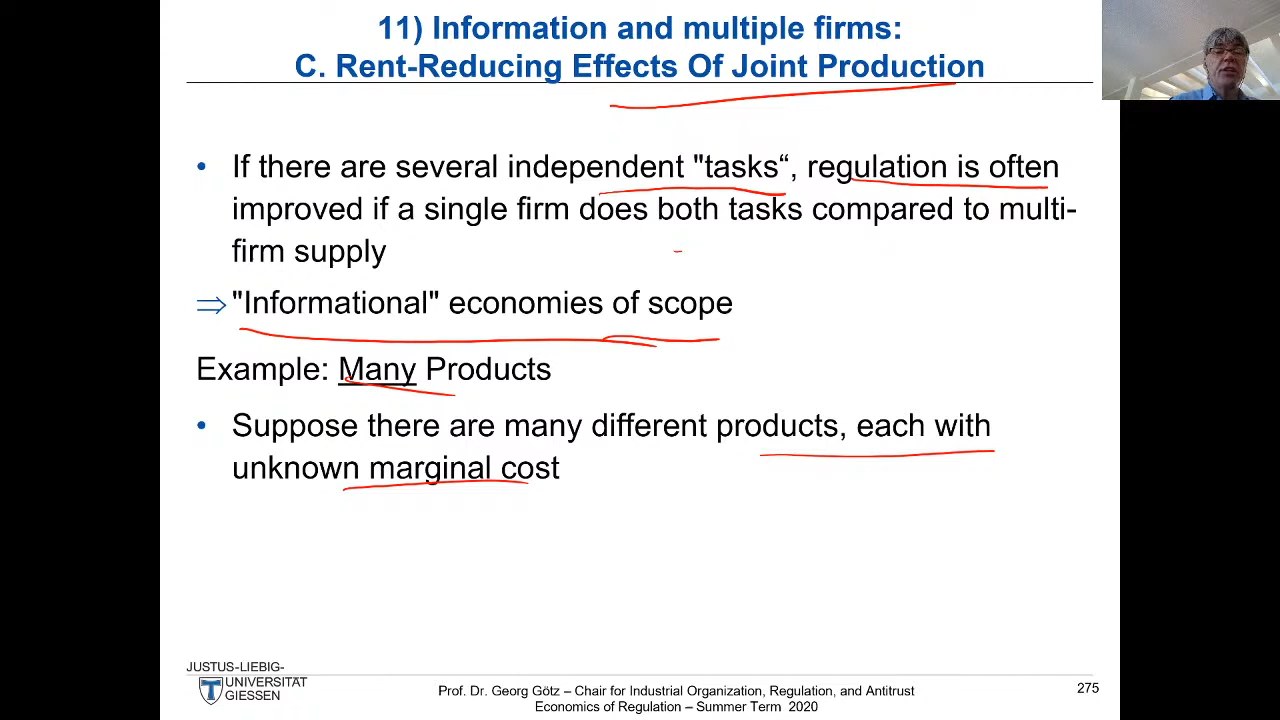 11) Information and multiple firms:
C. Rent-Reducing Effects Of Joint Production
• If there are several independent "tasks“, regulation is often
improved if a single firm does both tasks compared to multi-
firm supply
⇒ "Informational" economies of scope
Example: Many Products
• Suppose there are many different products, each with
unknown marginal cost
JUSTUS-LIEBIG-
UNIVERSITÄT
GIESSEN
Prof. Dr. Georg Götz – Chair for Industrial Organization, Regulation, and Antitrust
Economics of Regulation – Summer Term 2020
275